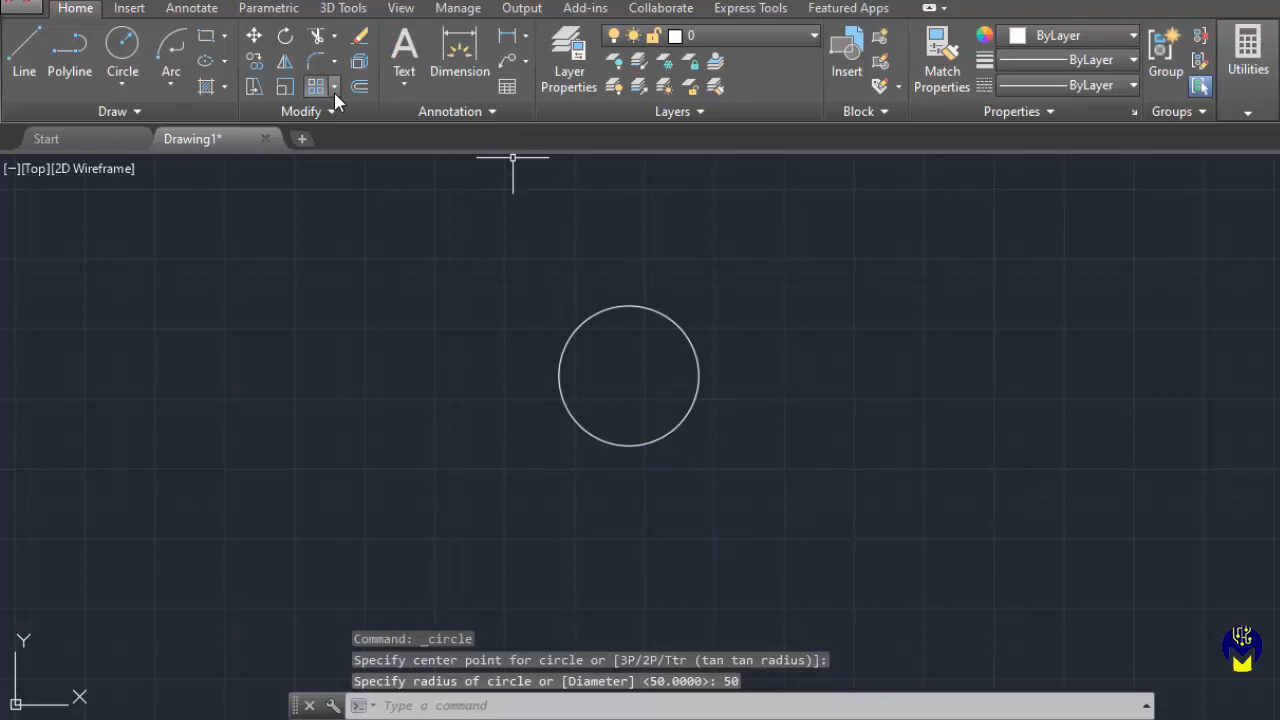 Home Insert Annotate Parametric 3D Tools View Manage Output Add-ins Collaborate Express Tools Featured Apps
0
ByLayer
ByLayer
ByLayer
Line Polyline Circle Arc Text Dimension Layer Properties Insert Match Properties Group Utilities
Draw Modify Annotation Layers Block Properties Groups
Start Drawing1*
[−][Top][2D Wireframe]
Y
X
Command: _circle
Specify center point for circle or [3P/2P/Ttr (tan tan radius)]:
Specify radius of circle or [Diameter] <50.0000>: 50
Type a command